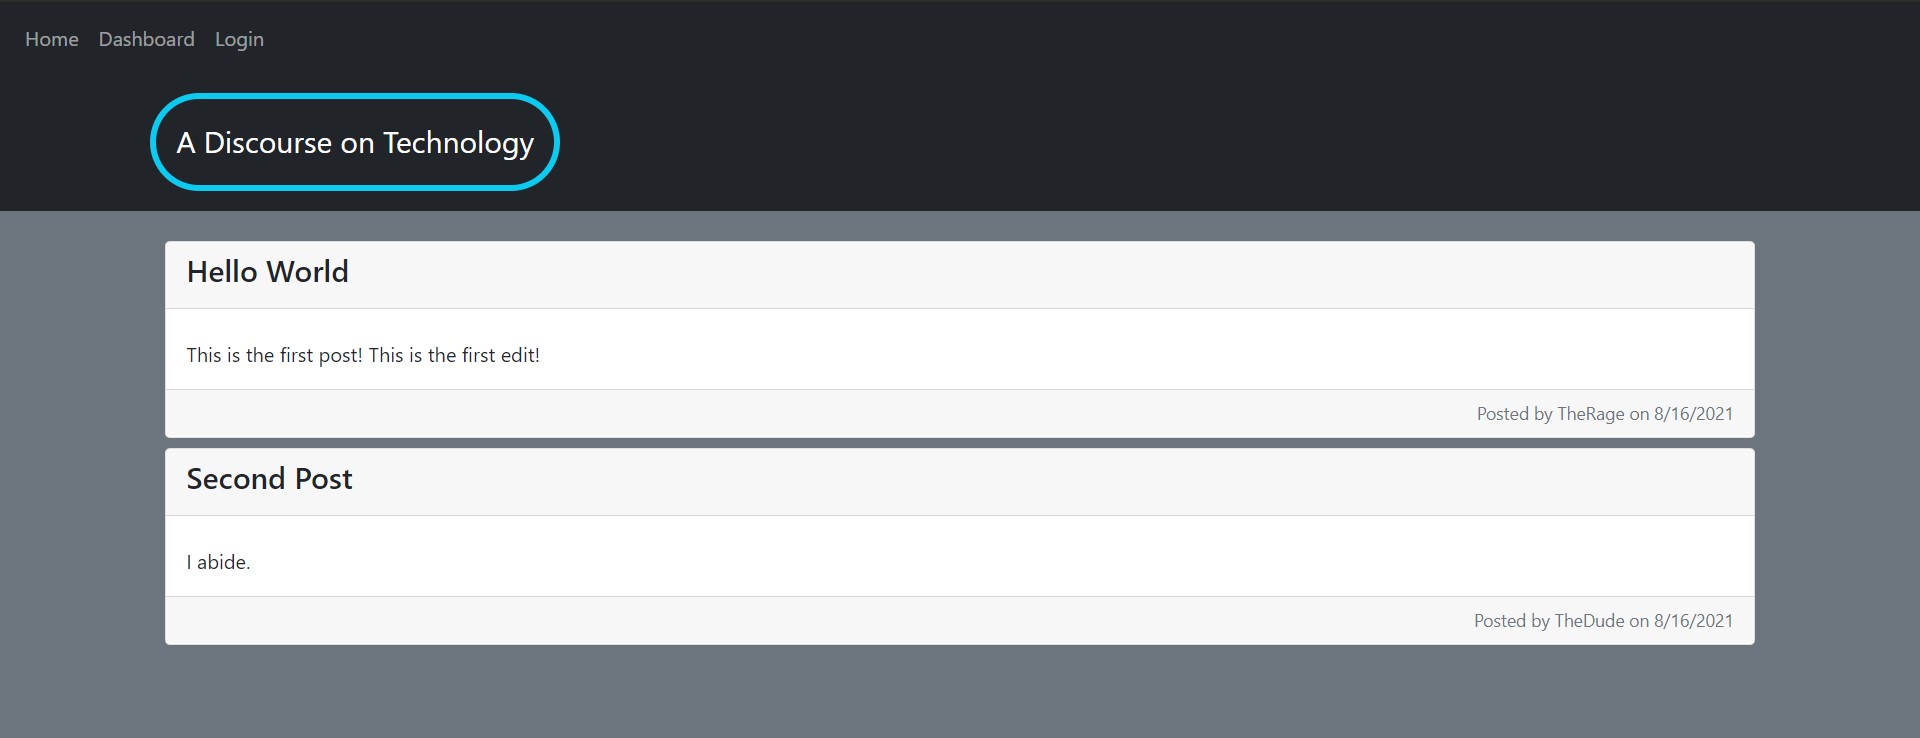 Home Dashboard Login
A Discourse on Technology
Hello World
This is the first post! This is the first edit!
Posted by TheRage on 8/16/2021
Second Post
I abide.
Posted by TheDude on 8/16/2021